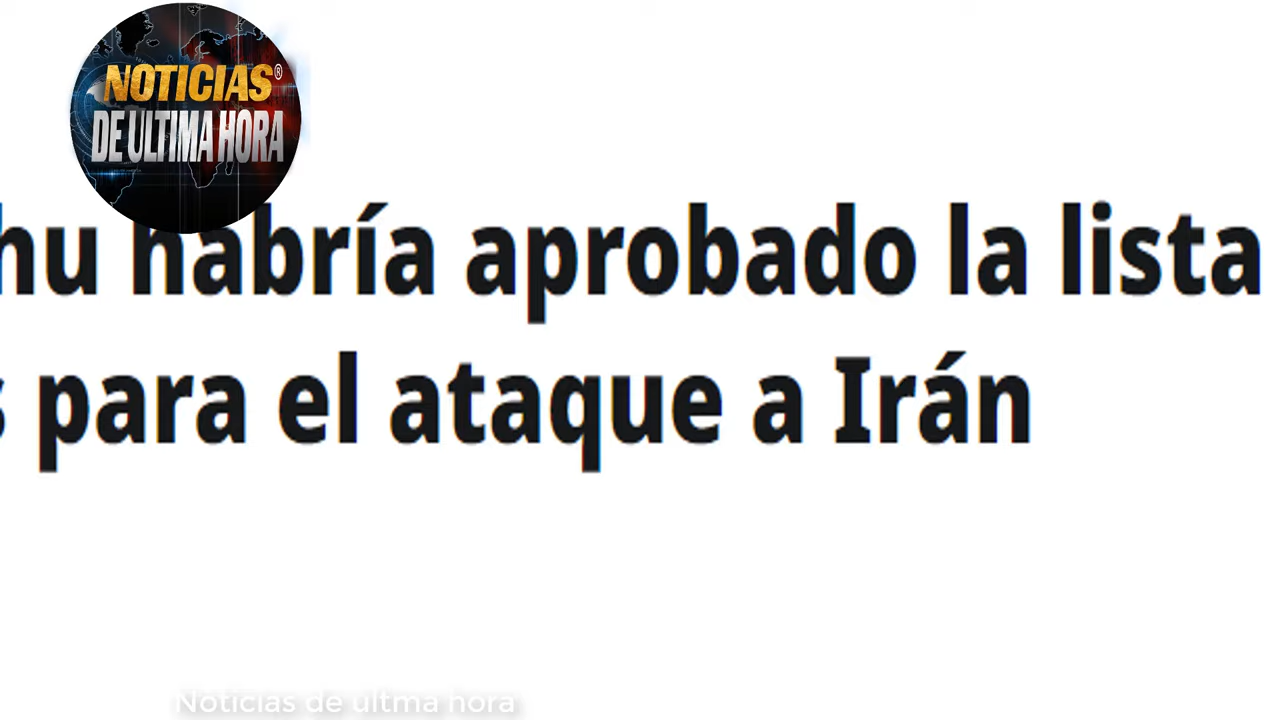 NOTICIAS®
DE ULTIMA HORA
hu habría aprobado la lista
s para el ataque a Irán
Noticias de ultma hora